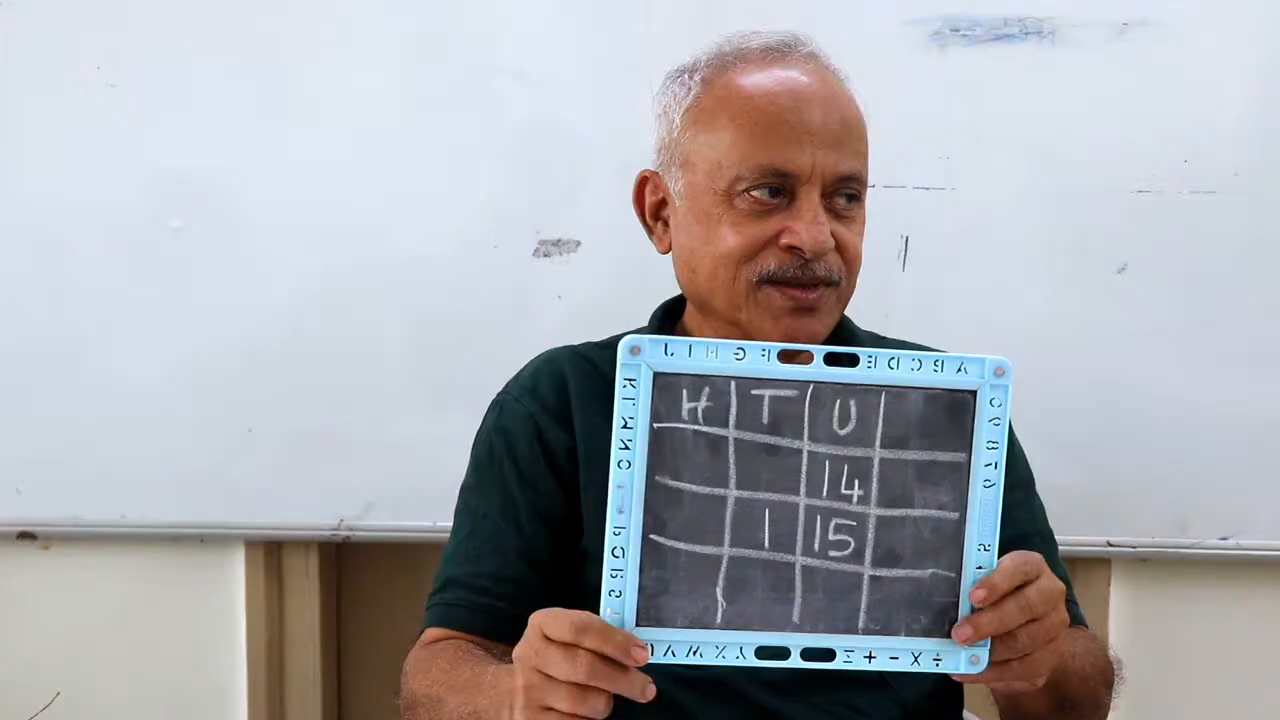 J I H G F E D C B A
H T U
14
1 15
K L M N O
P Q R S T
U V W X Y Z + - X ÷